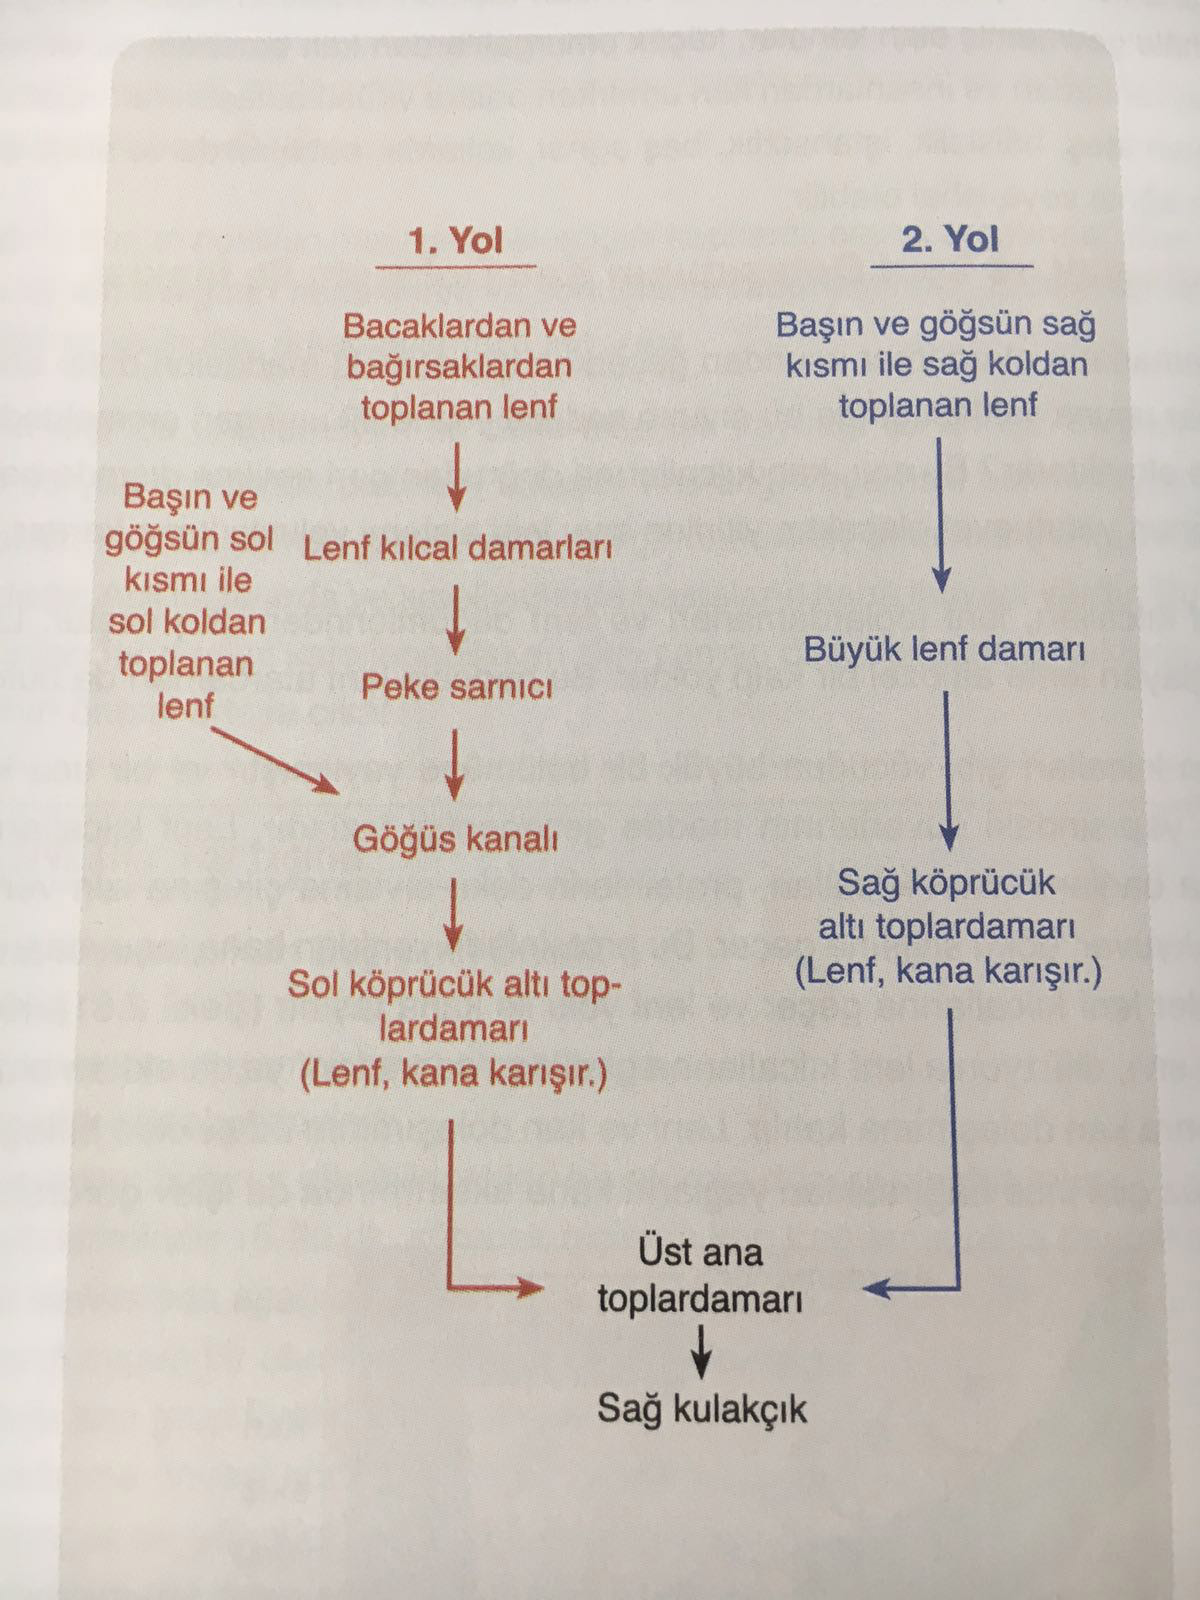 1. Yol
Bacaklardan ve
bağırsaklardan
toplanan lenf
Başın ve
göğsün sol
kısmı ile
sol koldan
toplanan
lenf
Lenf kılcal damarları
Peke sarnıcı
Göğüs kanalı
Sol köprücük altı top-
lardamarı
(Lenf, kana karışır.)
2. Yol
Başın ve göğsün sağ
kısmı ile sağ koldan
toplanan lenf
Büyük lenf damarı
Sağ köprücük
altı toplardamarı
(Lenf, kana karışır.)
Üst ana
toplardamarı
Sağ kulakçık